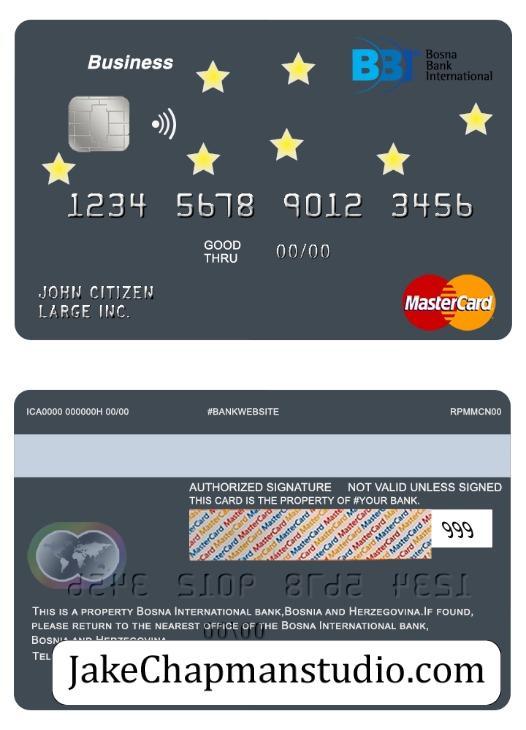 Business
BBI Bosna
Bank
International
1234 5678 9012 3456
GOOD
THRU 00/00
JOHN CITIZEN
LARGE INC.
MasterCard
ICA0000 000000H 00/00 #BANKWEBSITE RPMMCN00
AUTHORIZED SIGNATURE NOT VALID UNLESS SIGNED
THIS CARD IS THE PROPERTY OF #YOUR BANK.
MasterCard MasterCard MasterCard
999
THIS IS A PROPERTY BOSNA INTERNATIONAL BANK,BOSNIA AND HERZEGOVINA.IF FOUND,
PLEASE RETURN TO THE NEAREST OFFICE OF THE BOSNA INTERNATIONAL BANK,
BOSNIA AND HERZEGOVINA
JakeChapmanstudio.com